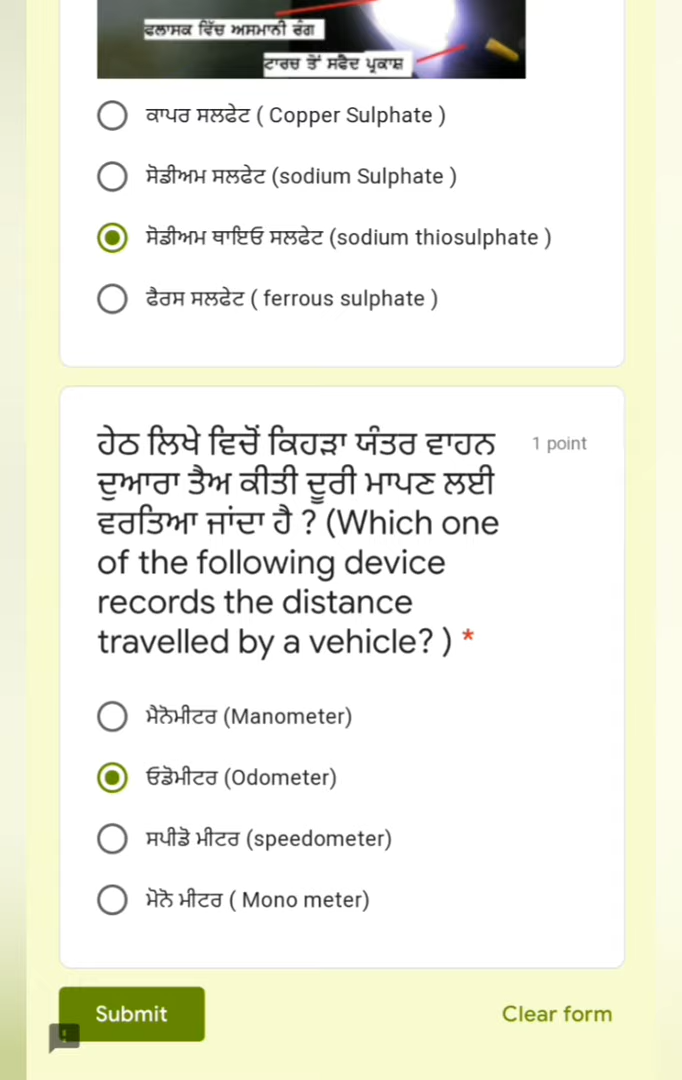 ਫਲਾਸਕ ਵਿੱਚ ਅਸਮਾਨੀ ਰੰਗ
ਟਾਰਚ ਤੋਂ ਸਫੈਦ ਪ੍ਰਕਾਸ਼
ਕਾਪਰ ਸਲਫੇਟ ( Copper Sulphate )
ਸੋਡੀਅਮ ਸਲਫੇਟ (sodium Sulphate )
ਸੋਡੀਅਮ ਥਾਇਓ ਸਲਫੇਟ (sodium thiosulphate )
ਫੈਰਸ ਸਲਫੇਟ ( ferrous sulphate )
ਹੇਠ ਲਿਖੇ ਵਿਚੋਂ ਕਿਹੜਾ ਯੰਤਰ ਵਾਹਨ 1 point
ਦੁਆਰਾ ਤੈਅ ਕੀਤੀ ਦੂਰੀ ਮਾਪਣ ਲਈ
ਵਰਤਿਆ ਜਾਂਦਾ ਹੈ ? (Which one
of the following device
records the distance
travelled by a vehicle? ) *
ਮੈਨੋਮੀਟਰ (Manometer)
ਓਡੋਮੀਟਰ (Odometer)
ਸਪੀਡੋ ਮੀਟਰ (speedometer)
ਮੋਨੋ ਮੀਟਰ ( Mono meter)
Submit Clear form